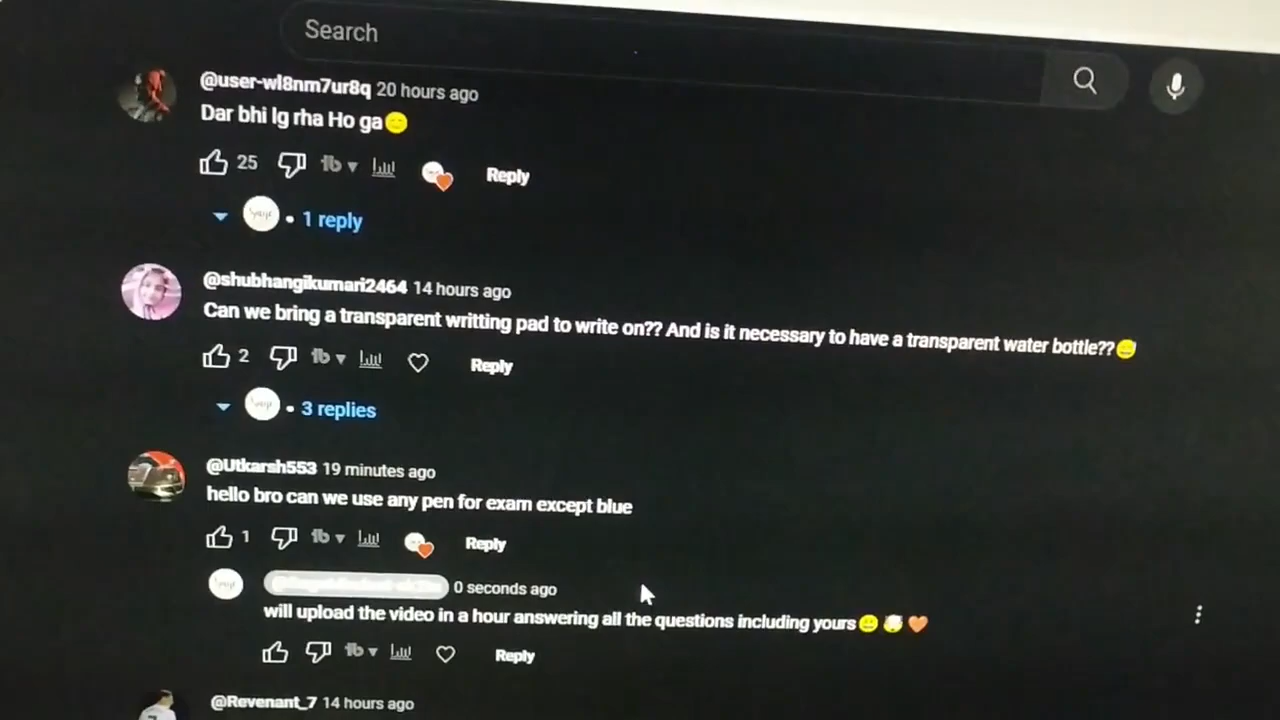 Search
@user-wl8nm7ur8q 20 hours ago
Dar bhi lg rha Ho ga😊
25 Reply
1 reply
@shubhangikumari2464 14 hours ago
Can we bring a transparent writting pad to write on?? And is it necessary to have a transparent water bottle??😅
2 Reply
3 replies
@Utkarsh553 19 minutes ago
hello bro can we use any pen for exam except blue
1 Reply
0 seconds ago
will upload the video in a hour answering all the questions including yours
Reply
@Revenant_7 14 hours ago